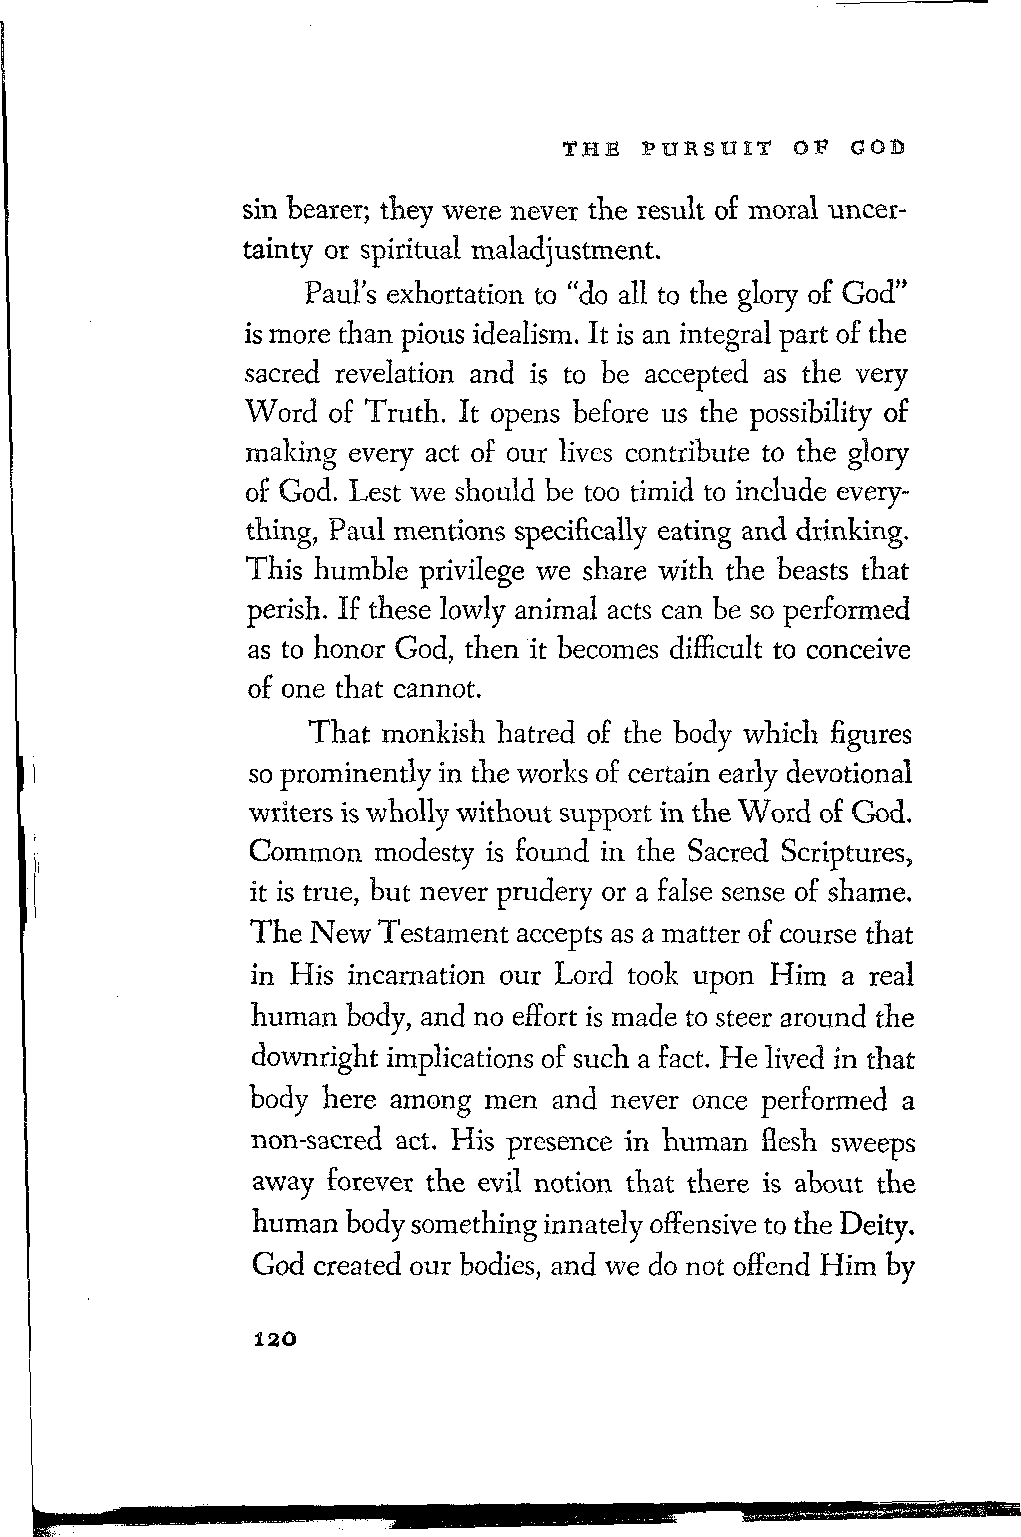 THE PURSUIT OF GOD
sin bearer; they were never the result of moral uncer-
tainty or spiritual maladjustment.
Paul's exhortation to "do all to the glory of God"
is more than pious idealism. It is an integral part of the
sacred revelation and is to be accepted as the very
Word of Truth. It opens before us the possibility of
making every act of our lives contribute to the glory
of God. Lest we should be too timid to include every-
thing, Paul mentions specifically eating and drinking.
This humble privilege we share with the beasts that
perish. If these lowly animal acts can be so performed
as to honor God, then it becomes difficult to conceive
of one that cannot.
That monkish hatred of the body which figures
so prominently in the works of certain early devotional
writers is wholly without support in the Word of God.
Common modesty is found in the Sacred Scriptures,
it is true, but never prudery or a false sense of shame.
The New Testament accepts as a matter of course that
in His incarnation our Lord took upon Him a real
human body, and no effort is made to steer around the
downright implications of such a fact. He lived in that
body here among men and never once performed a
non-sacred act. His presence in human flesh sweeps
away forever the evil notion that there is about the
human body something innately offensive to the Deity.
God created our bodies, and we do not offend Him by
120